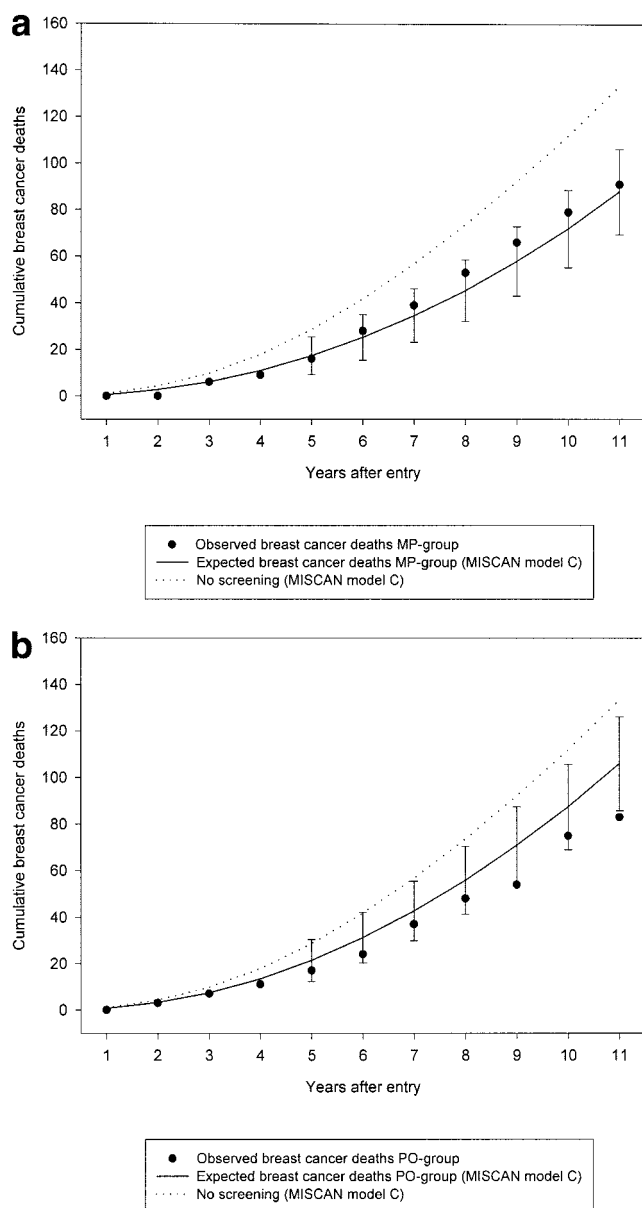 a
160
140
120
100
80
60
40
20
0
Cumulative breast cancer deaths
1 2 3 4 5 6 7 8 9 10 11
Years after entry
Observed breast cancer deaths MP-group
Expected breast cancer deaths MP-group (MISCAN model C)
No screening (MISCAN model C)
b
160
140
120
100
80
60
40
20
0
Cumulative breast cancer deaths
1 2 3 4 5 6 7 8 9 10 11
Years after entry
Observed breast cancer deaths PO-group
Expected breast cancer deaths PO-group (MISCAN model C)
No screening (MISCAN model C)